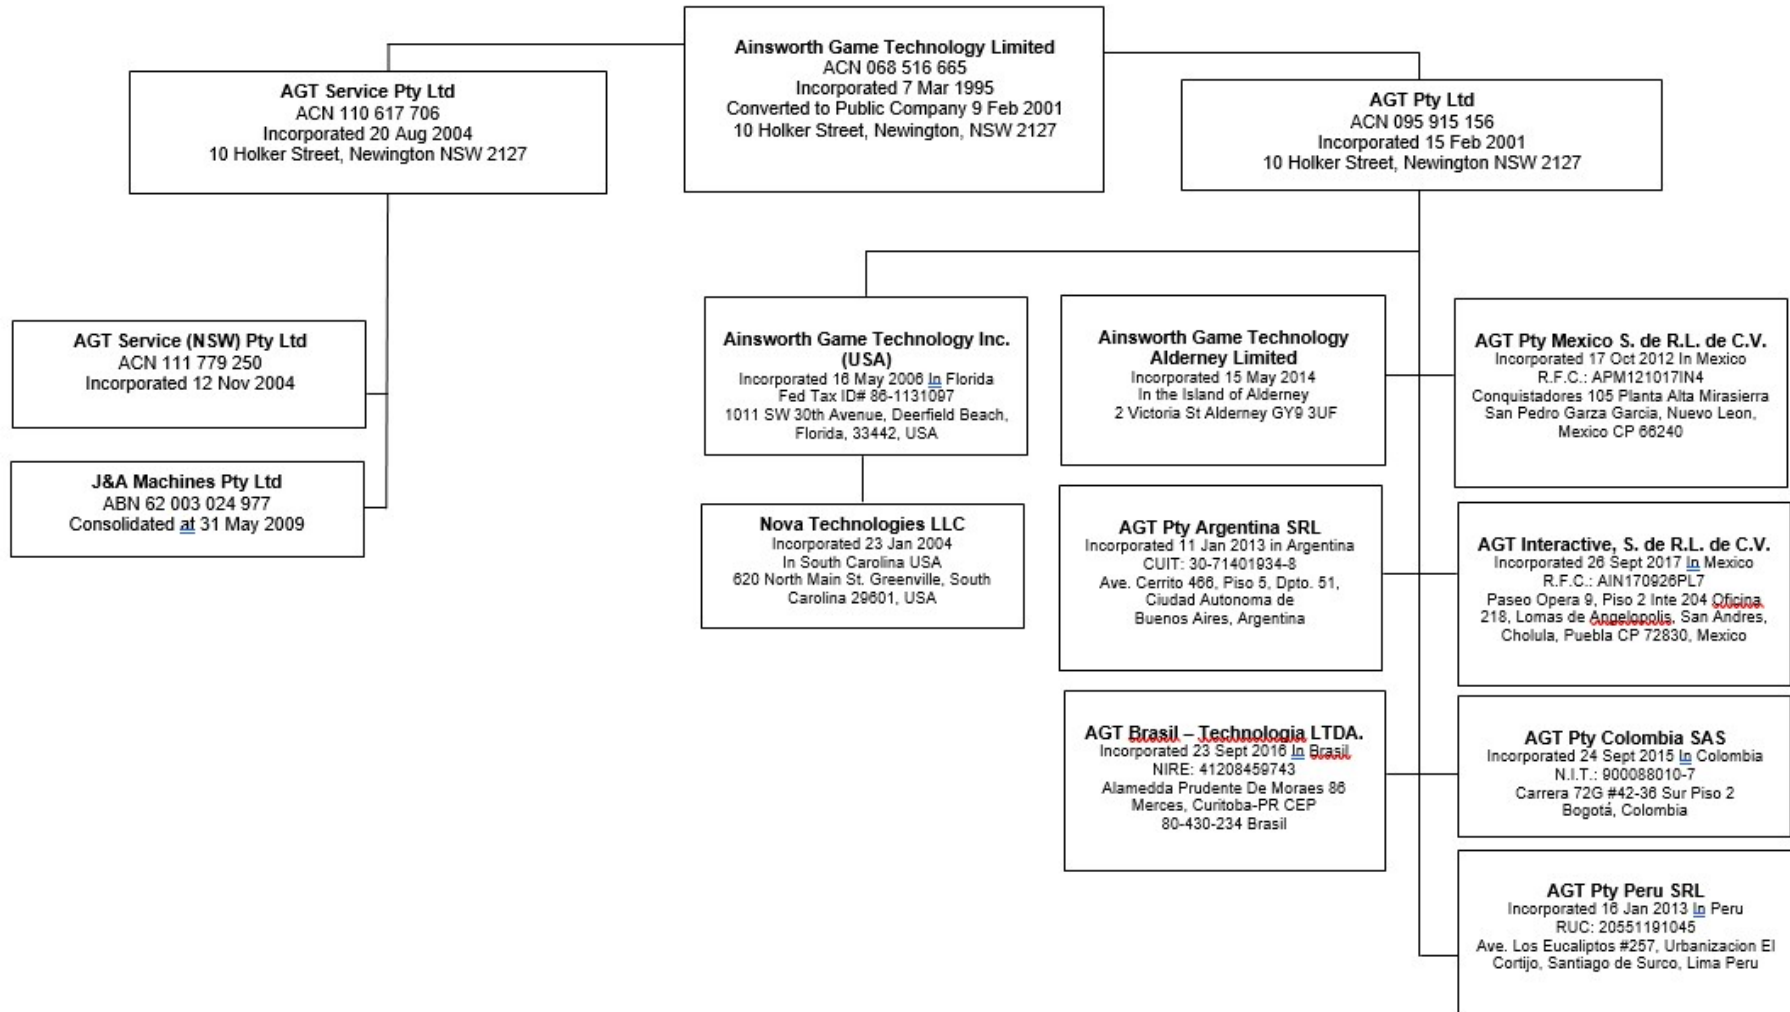 Ainsworth Game Technology Limited
ACN 068 516 665
Incorporated 7 Mar 1995
Converted to Public Company 9 Feb 2001
10 Holker Street, Newington, NSW 2127
AGT Service Pty Ltd
ACN 110 617 706
Incorporated 20 Aug 2004
10 Holker Street, Newington NSW 2127
AGT Pty Ltd
ACN 095 915 156
Incorporated 15 Feb 2001
10 Holker Street, Newington NSW 2127
AGT Service (NSW) Pty Ltd
ACN 111 779 250
Incorporated 12 Nov 2004
J&A Machines Pty Ltd
ABN 62 003 024 977
Consolidated at 31 May 2009
Ainsworth Game Technology Inc.
(USA)
Incorporated 16 May 2006 In Florida
Fed Tax ID# 86-1131097
1011 SW 30th Avenue, Deerfield Beach,
Florida, 33442, USA
Nova Technologies LLC
Incorporated 23 Jan 2004
In South Carolina USA
620 North Main St. Greenville, South
Carolina 29601, USA
Ainsworth Game Technology
Alderney Limited
Incorporated 15 May 2014
In the Island of Alderney
2 Victoria St Alderney GY9 3UF
AGT Pty Mexico S. de R.L. de C.V.
Incorporated 17 Oct 2012 In Mexico
R.F.C.: APM121017IN4
Conquistadores 105 Planta Alta Mirasierra
San Pedro Garza Garcia, Nuevo Leon,
Mexico CP 66240
AGT Pty Argentina SRL
Incorporated 11 Jan 2013 in Argentina
CUIT: 30-71401934-8
Ave. Cerrito 466, Piso 5, Dpto. 51,
Ciudad Autonoma de
Buenos Aires, Argentina
AGT Interactive, S. de R.L. de C.V.
Incorporated 26 Sept 2017 In Mexico
R.F.C.: AIN170926PL7
Paseo Opera 9, Piso 2 Inte 204 Oficina
218, Lomas de Angelopolis, San Andres,
Cholula, Puebla CP 72830, Mexico
AGT Brasil – Technologia LTDA.
Incorporated 23 Sept 2016 In Brasil
NIRE: 41208459743
Alamedda Prudente De Moraes 86
Merces, Curitoba-PR CEP
80-430-234 Brasil
AGT Pty Colombia SAS
Incorporated 24 Sept 2015 In Colombia
N.I.T.: 900088010-7
Carrera 72G #42-36 Sur Piso 2
Bogotá, Colombia
AGT Pty Peru SRL
Incorporated 16 Jan 2013 In Peru
RUC: 20551191045
Ave. Los Eucaliptos #257, Urbanizacion El
Cortijo, Santiago de Surco, Lima Peru